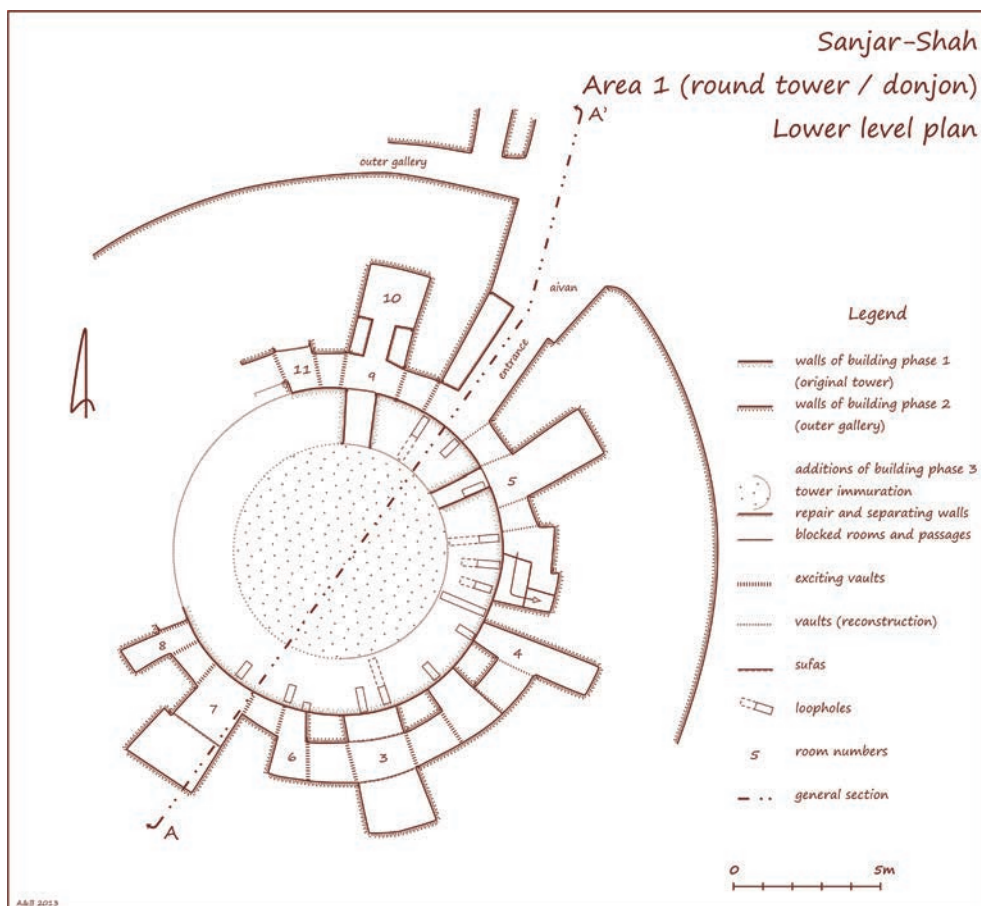 Sanjar-Shah
Area 1 (round tower / donjon)
Lower level plan
A'
outer gallery
aivan
entrance
10
11
9
5
4
8
7
6
3
A
Legend
walls of building phase 1
(original tower)
walls of building phase 2
(outer gallery)
additions of building phase 3
tower immuration
repair and separating walls
blocked rooms and passages
exciting vaults
vaults (reconstruction)
sufas
loopholes
5 room numbers
general section
0 5m